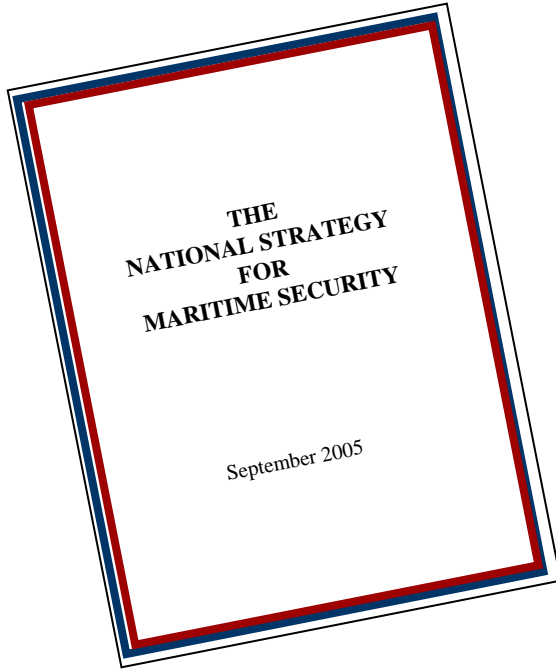 THE
NATIONAL STRATEGY
FOR
MARITIME SECURITY
September 2005